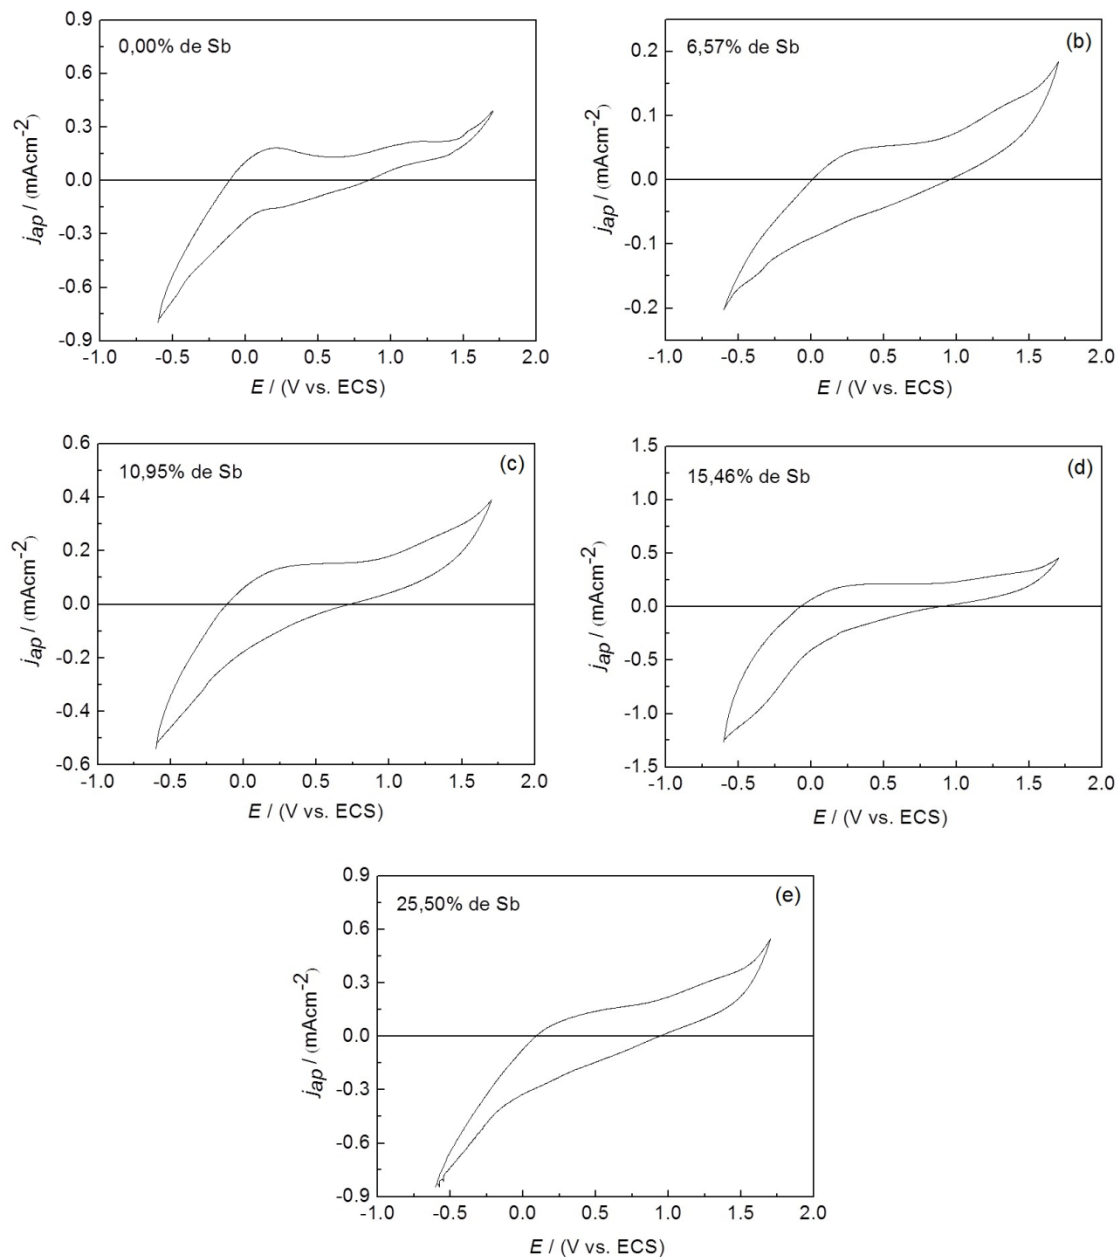 0.9
0,00% de Sb
0.6
0.3
0.0
-0.3
-0.6
-0.9
jap / (mAcm-2)
-1.0 -0.5 0.0 0.5 1.0 1.5 2.0
E / (V vs. ECS)
(b)
6,57% de Sb
0.2
0.1
0.0
-0.1
-0.2
jap / (mAcm-2)
-1.0 -0.5 0.0 0.5 1.0 1.5 2.0
E / (V vs. ECS)
0.6
(c)
10,95% de Sb
0.4
0.2
0.0
-0.2
-0.4
-0.6
jap / (mAcm-2)
-1.0 -0.5 0.0 0.5 1.0 1.5 2.0
E / (V vs. ECS)
1.5
(d)
15,46% de Sb
1.0
0.5
0.0
-0.5
-1.0
-1.5
jap / (mAcm-2)
-1.0 -0.5 0.0 0.5 1.0 1.5 2.0
E / (V vs. ECS)
0.9
(e)
25,50% de Sb
0.6
0.3
0.0
-0.3
-0.6
-0.9
jap / (mAcm-2)
-1.0 -0.5 0.0 0.5 1.0 1.5 2.0
E / (V vs. ECS)